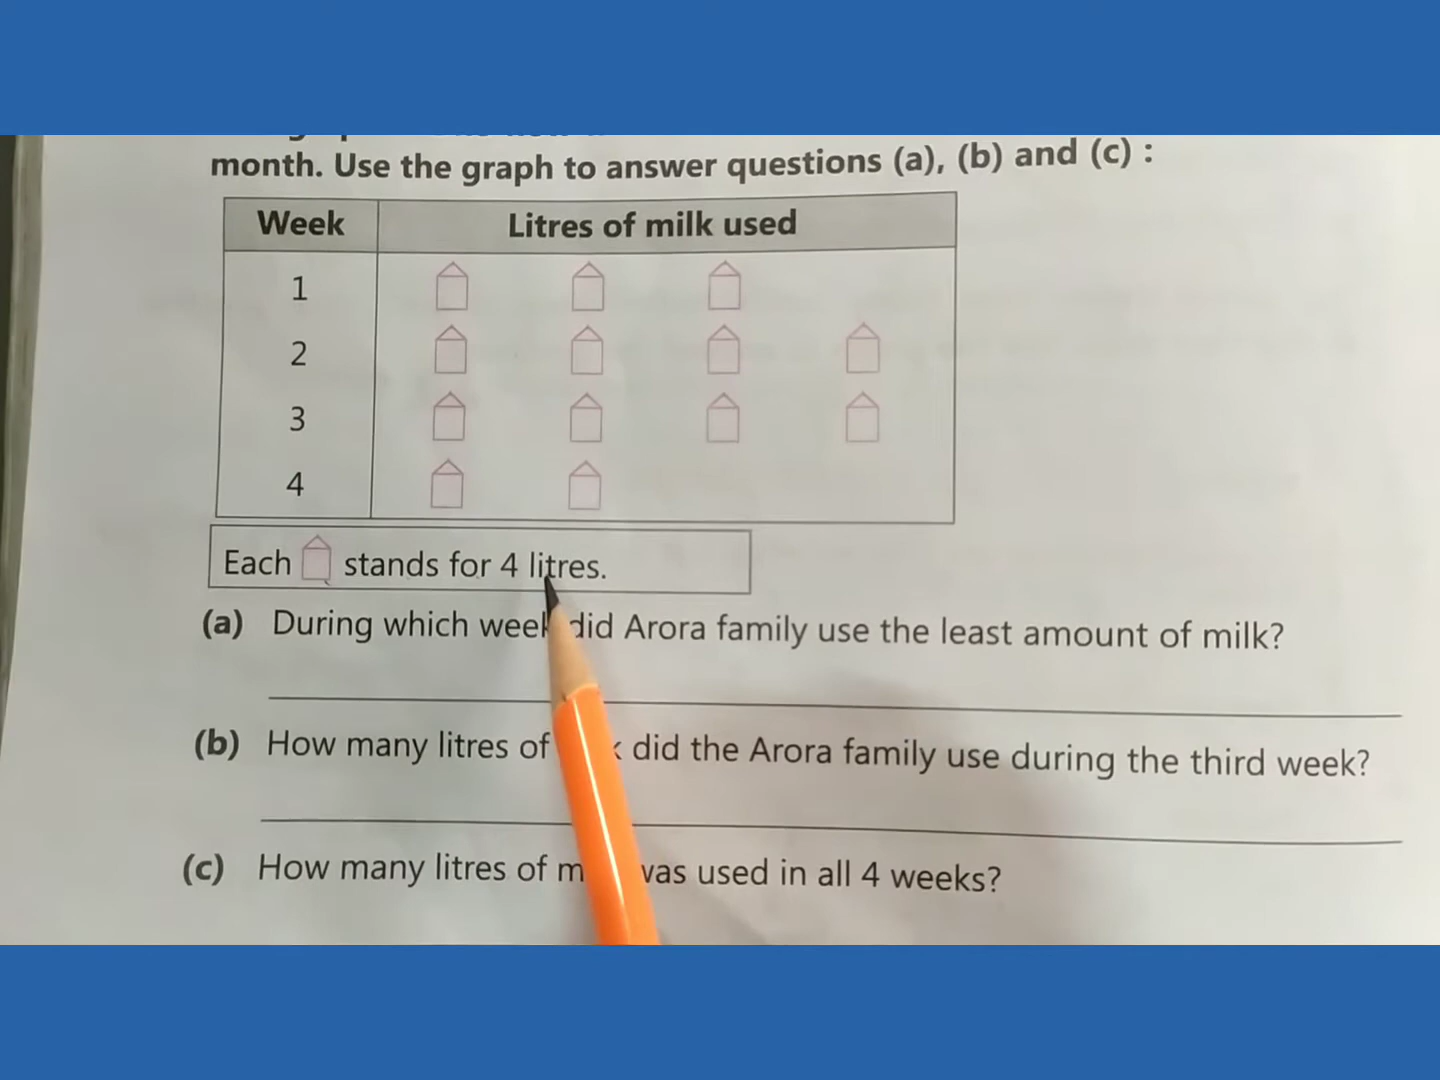 month. Use the graph to answer questions (a), (b) and (c) :
Week Litres of milk used
1
2
3
4
Each stands for 4 litres.
(a) During which week did Arora family use the least amount of milk?
(b) How many litres of did the Arora family use during the third week?
(c) How many litres of was used in all 4 weeks?